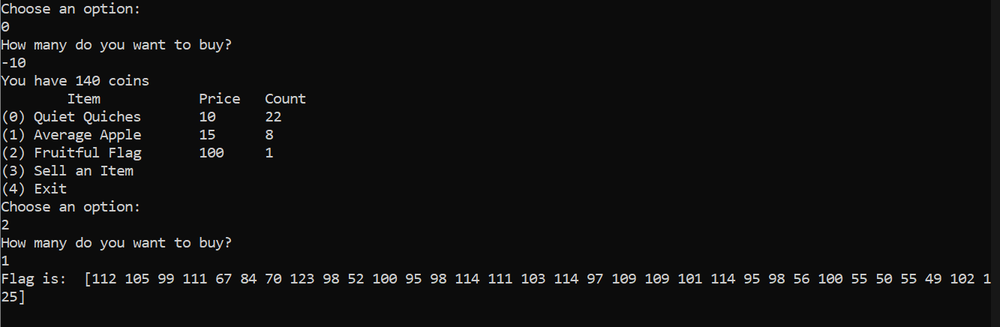 Choose an option:
0
How many do you want to buy?
-10
You have 140 coins
Item Price Count
(0) Quiet Quiches 10 22
(1) Average Apple 15 8
(2) Fruitful Flag 100 1
(3) Sell an Item
(4) Exit
Choose an option:
2
How many do you want to buy?
1
Flag is:  [112 105 99 111 67 84 70 123 98 52 100 95 98 114 111 103 114 97 109 109 101 114 95 98 56 100 55 50 55 49 102 1
25]